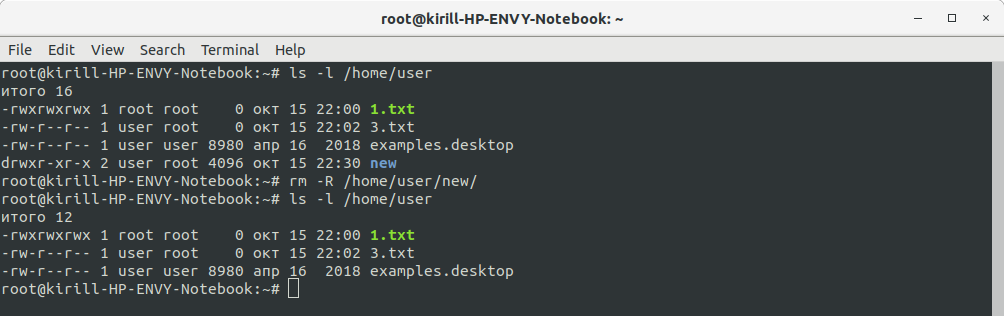 root@kirill-HP-ENVY-Notebook: ~
File Edit View Search Terminal Help
root@kirill-HP-ENVY-Notebook:~# ls -l /home/user
итого 16
-rwxrwxrwx 1 root root    0 окт 15 22:00 1.txt
-rw-r--r-- 1 user root    0 окт 15 22:02 3.txt
-rw-r--r-- 1 user user 8980 апр 16  2018 examples.desktop
drwxr-xr-x 2 user root 4096 окт 15 22:30 new
root@kirill-HP-ENVY-Notebook:~# rm -R /home/user/new/
root@kirill-HP-ENVY-Notebook:~# ls -l /home/user
итого 12
-rwxrwxrwx 1 root root    0 окт 15 22:00 1.txt
-rw-r--r-- 1 user root    0 окт 15 22:02 3.txt
-rw-r--r-- 1 user user 8980 апр 16  2018 examples.desktop
root@kirill-HP-ENVY-Notebook:~#